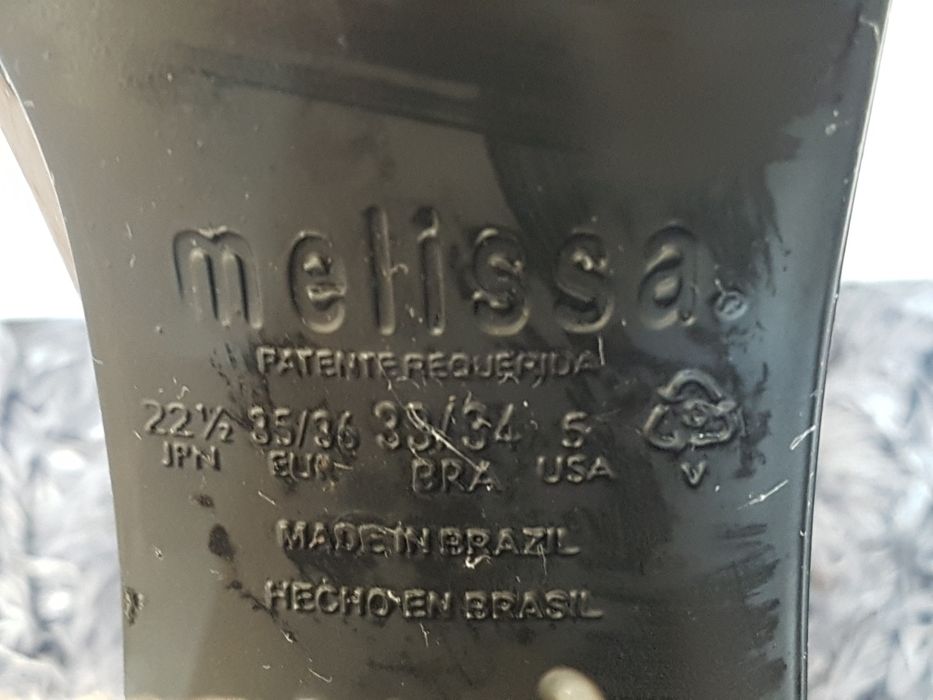 melissa®
PATENTE REQUERIDA
22½ 35/36 33/34 5
JPN EUR BRA USA V
MADE IN BRAZIL
HECHO EN BRASIL